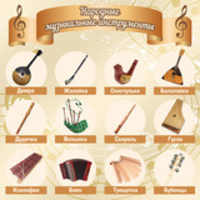 Народные
музыкальные инструменты
Домра Жалейка Свистулька Балалайка
Дудочка Волынка Свирель Гусли
Ксилофон Баян Трещотка Бубенцы